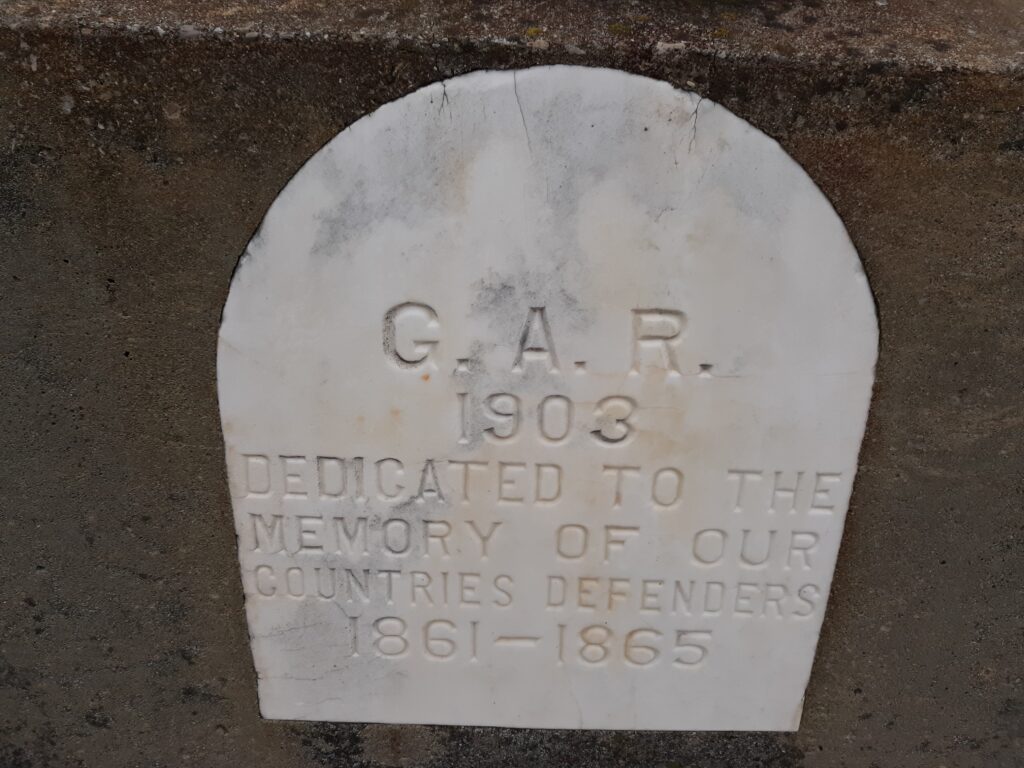 G. A. R.
1903
DEDICATED TO THE
MEMORY OF OUR
COUNTRIES DEFENDERS
1861—1865